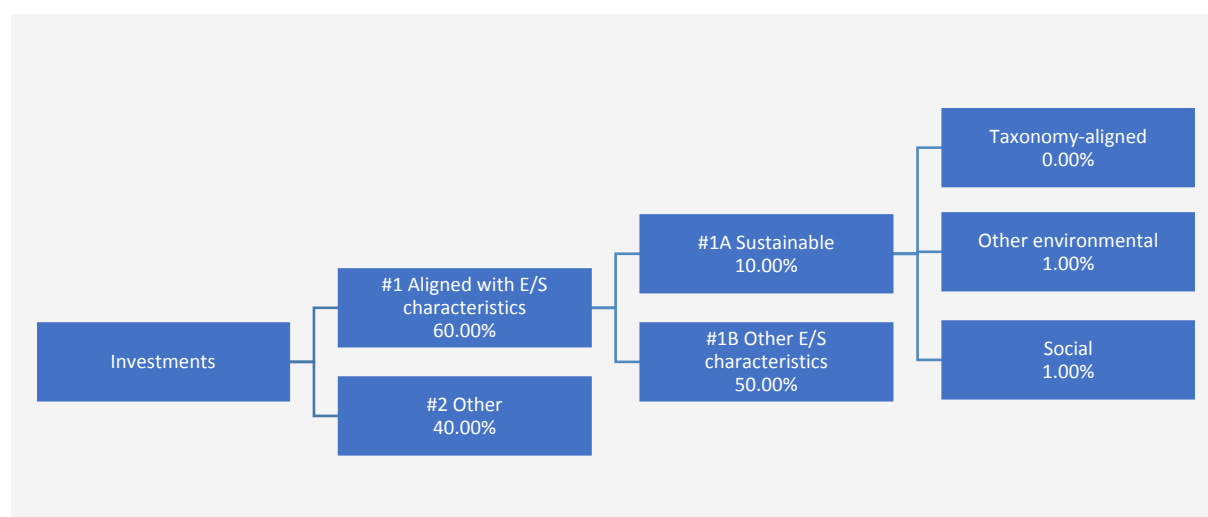 Investments
#1 Aligned with E/S
characteristics
60.00%
#2 Other
40.00%
#1A Sustainable
10.00%
#1B Other E/S
characteristics
50.00%
Taxonomy-aligned
0.00%
Other environmental
1.00%
Social
1.00%